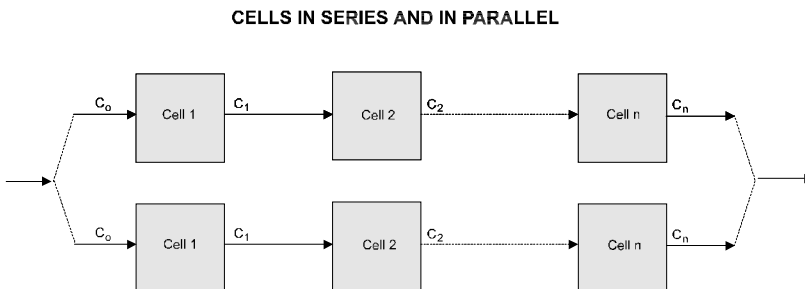 CELLS IN SERIES AND IN PARALLEL
Co C1 C2 Cn
Cell 1 Cell 2 Cell n
Co C1 C2 Cn
Cell 1 Cell 2 Cell n